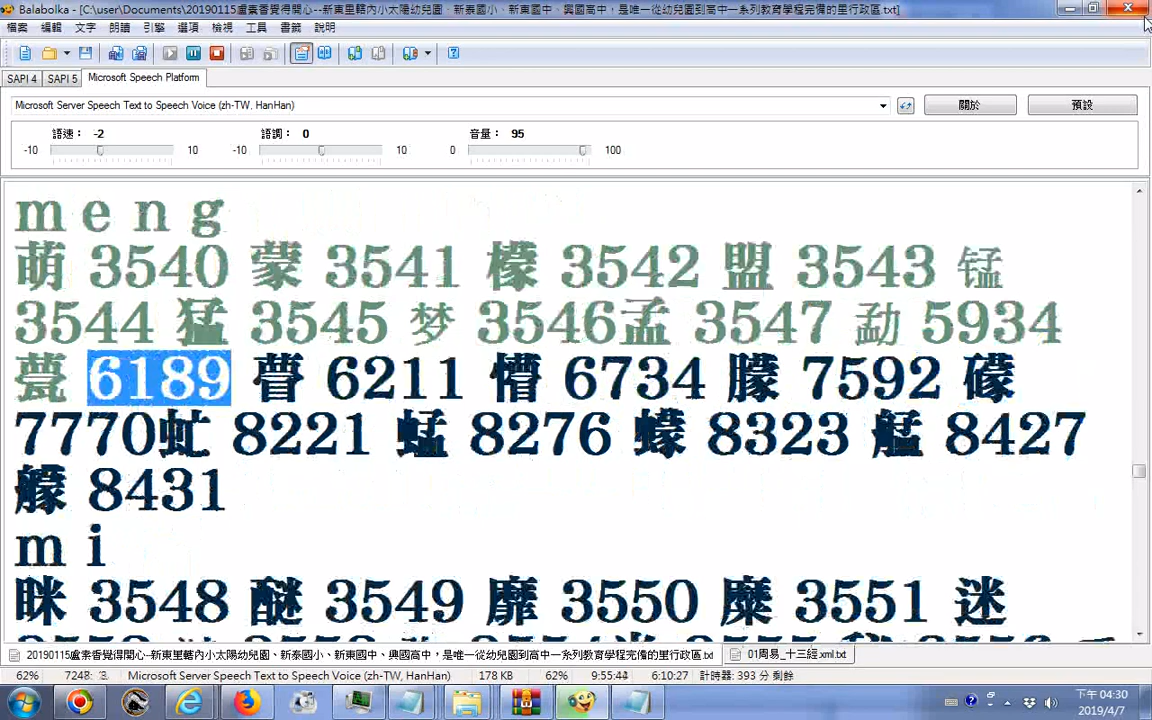 Balabolka - [C:\user\Documents\20190115盧素香覺得開心--新東里轄內小太陽幼兒園、新泰國小、新東國中、興國高中，是唯一從幼兒園到高中一系列教育學程完備的里行政區.txt]
檔案 編輯 文字 朗讀 引擎 選項 檢視 工具 書籤 說明
SAPI 4 SAPI 5 Microsoft Speech Platform
Microsoft Server Speech Text to Speech Voice (zh-TW, HanHan) 關於 預設
語速： -2 語調： 0 音量： 95
-10 10 -10 10 0 100
m e n g
萌 3540 蒙 3541 檬 3542 盟 3543 锰
3544 猛 3545 梦 3546孟 3547 勐 5934
甍 6189 瞢 6211 懵 6734 朦 7592 礞
7770虻 8221 蜢 8276 蠓 8323 艋 8427
艨 8431
m i
眯 3548 醚 3549 靡 3550 糜 3551 迷
20190115盧素香覺得開心--新東里轄內小太陽幼兒園、新泰國小、新東國中、興國高中，是唯一從幼兒園到高中一系列教育學程完備的里行政區.txt 01周易_十三經.xml.txt
62% 7248: Microsoft Server Speech Text to Speech Voice (zh-TW, HanHan) 178 KB 62% 9:55:44 6:10:27 計時器: 393 分 剩餘
下午 04:30
2019/4/7